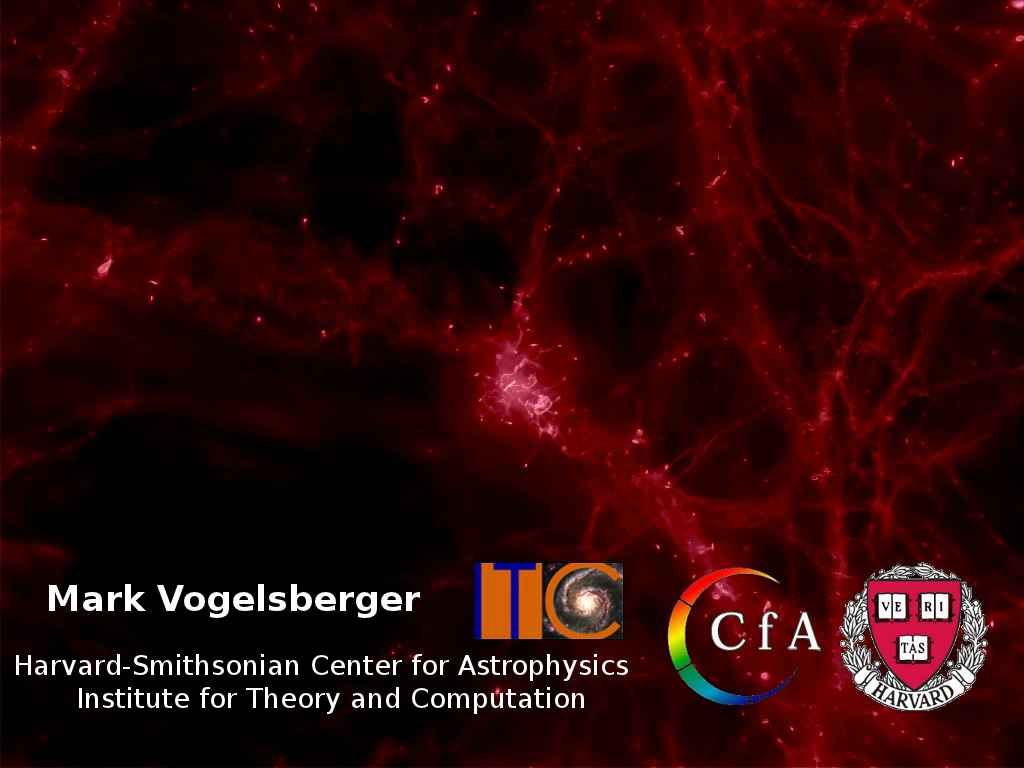 Mark Vogelsberger
ITC
CfA
VE RI
TAS
HARVARD
Harvard-Smithsonian Center for Astrophysics
Institute for Theory and Computation